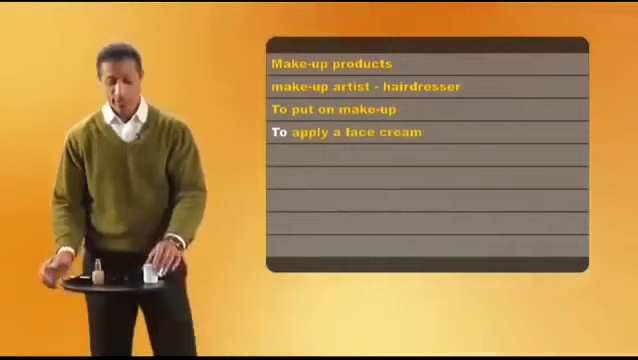 Make-up products
make-up artist - hairdresser
To put on make-up
To apply a face cream